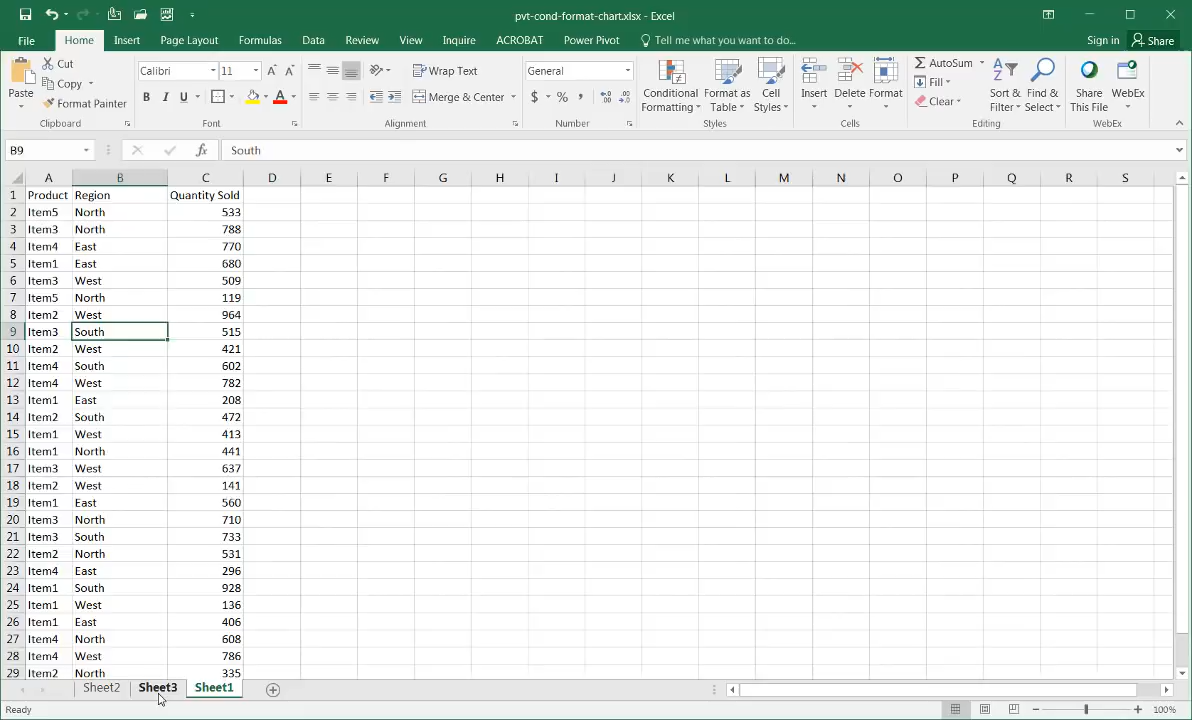 pvt-cond-format-chart.xlsx - Excel
File Home Insert Page Layout Formulas Data Review View Inquire ACROBAT Power Pivot Tell me what you want to do... Sign in Share
Cut
Copy
Format Painter
Paste
Clipboard
Calibri 11
B I U
Font
Wrap Text
Merge & Center
Alignment
General
$ % ,
Number
Conditional Formatting
Format as Table
Cell Styles
Styles
Insert Delete Format
Cells
AutoSum
Fill
Clear
Sort & Filter
Find & Select
Editing
Share This File
WebEx
WebEx
B9 fx South
A B C D E F G H I J K L M N O P Q R S
1 Product Region Quantity Sold
2 Item5 North 533
3 Item3 North 788
4 Item4 East 770
5 Item1 East 680
6 Item3 West 509
7 Item5 North 119
8 Item2 West 964
9 Item3 South 515
10 Item2 West 421
11 Item4 South 602
12 Item4 West 782
13 Item1 East 208
14 Item2 South 472
15 Item1 West 413
16 Item1 North 441
17 Item3 West 637
18 Item2 West 141
19 Item1 East 560
20 Item3 North 710
21 Item3 South 733
22 Item2 North 531
23 Item4 East 296
24 Item1 South 928
25 Item1 West 136
26 Item1 East 406
27 Item4 North 608
28 Item4 West 786
29 Item2 North 335
Sheet2 Sheet3 Sheet1
Ready 100%